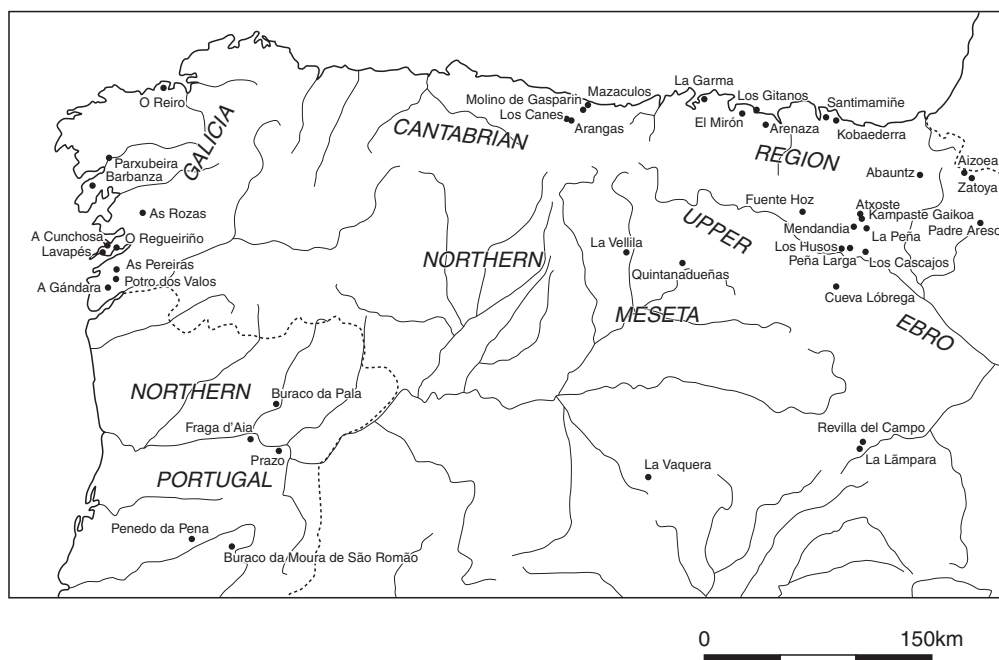 La Garma
Mazaculos
Molino de Gasparin
Los Gitanos
Santimamiñe
O Reiro
Los Canes
El Mirón
Arenaza
Kobaederra
Arangas
CANTABRIAN
REGION
GALICIA
Parxubeira
Barbanza
Aizoea
Abauntz
Zatoya
As Rozas
Fuente Hoz
Atxoste
Kampaste Gaikoa
Mendandia
Padre Areso
UPPER
La Peña
A Cunchosa
O Regueiriño
Lavapés
La Vellila
Los Husos
Peña Larga
Los Cascajos
NORTHERN
As Pereiras
Quintanadueñas
Potro dos Valos
A Gándara
Cueva Lóbrega
MESETA
EBRO
NORTHERN
Buraco da Pala
Fraga d'Aia
Revilla del Campo
Prazo
La Lãmpara
La Vaquera
PORTUGAL
Penedo da Pena
Buraco da Moura de São Romão
0
150km